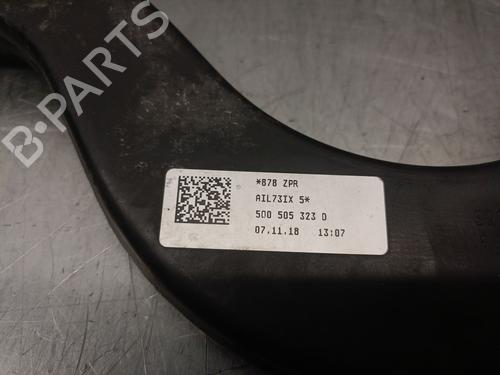 B-PARTS
*878 ZPR
AIL73IX 5*
5Q0 505 323 D
07.11.18 13:07